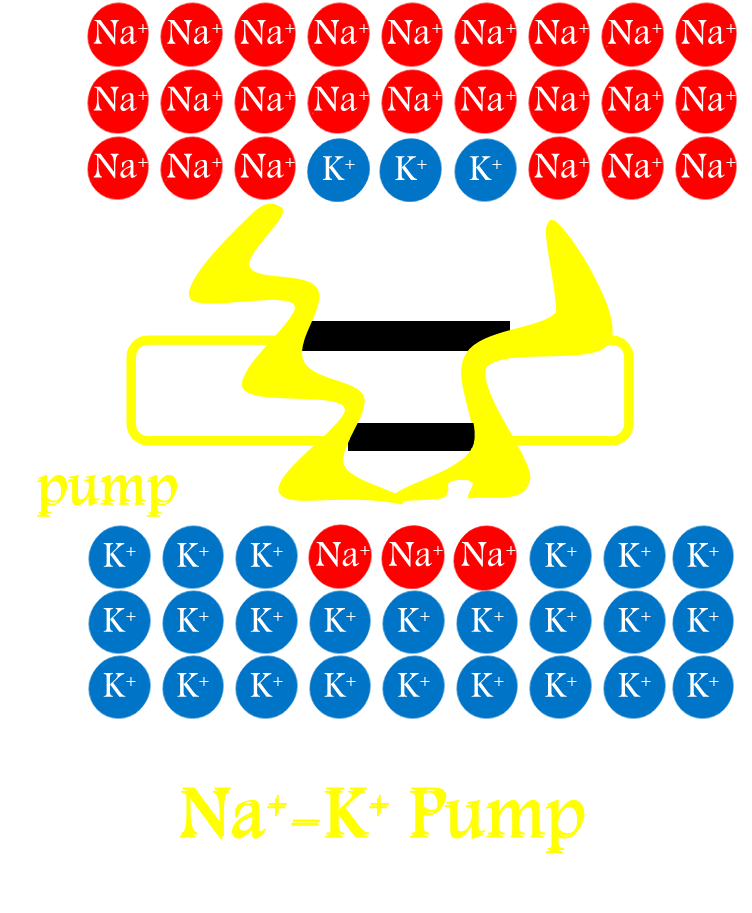 Na⁺ Na⁺ Na⁺ Na⁺ Na⁺ Na⁺ Na⁺ Na⁺ Na⁺
Na⁺ Na⁺ Na⁺ Na⁺ Na⁺ Na⁺ Na⁺ Na⁺ Na⁺
Na⁺ Na⁺ Na⁺ K⁺ K⁺ K⁺ Na⁺ Na⁺ Na⁺
pump
K⁺ K⁺ K⁺ Na⁺ Na⁺ Na⁺ K⁺ K⁺ K⁺
K⁺ K⁺ K⁺ K⁺ K⁺ K⁺ K⁺ K⁺ K⁺
K⁺ K⁺ K⁺ K⁺ K⁺ K⁺ K⁺ K⁺ K⁺
Na⁺-K⁺ Pump